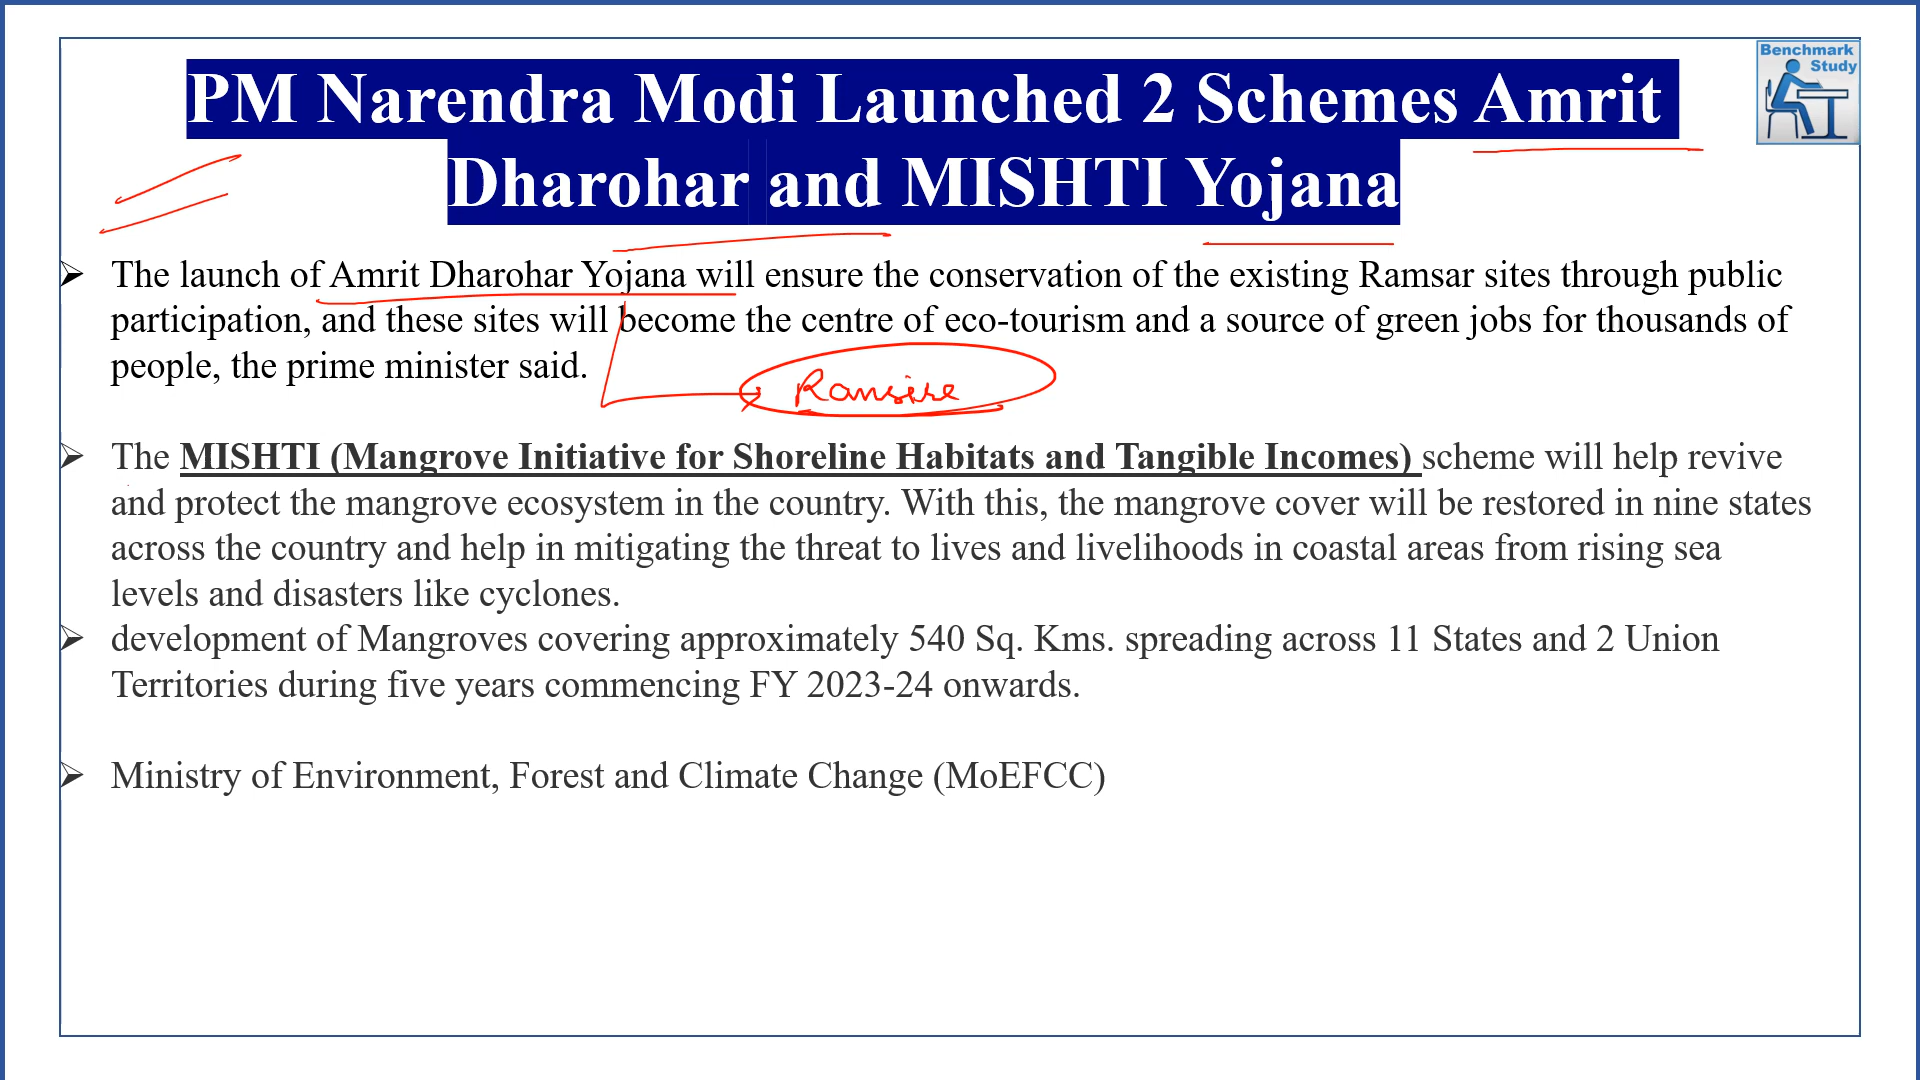 Benchmark
Study
PM Narendra Modi Launched 2 Schemes Amrit
Dharohar and MISHTI Yojana
The launch of Amrit Dharohar Yojana will ensure the conservation of the existing Ramsar sites through public
participation, and these sites will become the centre of eco-tourism and a source of green jobs for thousands of
people, the prime minister said.
The MISHTI (Mangrove Initiative for Shoreline Habitats and Tangible Incomes) scheme will help revive
and protect the mangrove ecosystem in the country. With this, the mangrove cover will be restored in nine states
across the country and help in mitigating the threat to lives and livelihoods in coastal areas from rising sea
levels and disasters like cyclones.
development of Mangroves covering approximately 540 Sq. Kms. spreading across 11 States and 2 Union
Territories during five years commencing FY 2023-24 onwards.
Ministry of Environment, Forest and Climate Change (MoEFCC)